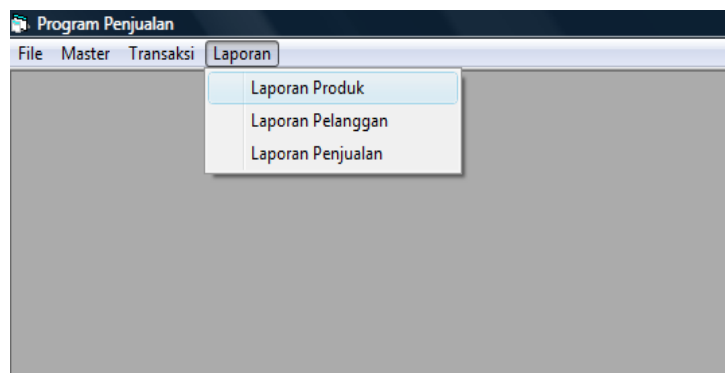 Program Penjualan
File Master Transaksi Laporan
Laporan Produk
Laporan Pelanggan
Laporan Penjualan